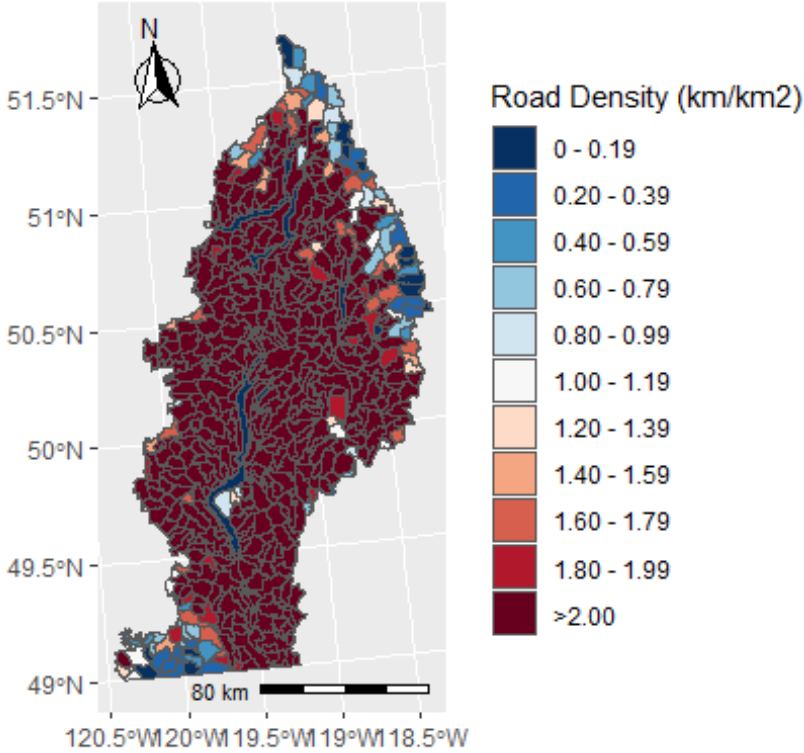 N
51.5°N
51°N
50.5°N
50°N
49.5°N
49°N
80 km
120.5°W 120°W 119.5°W 119°W 118.5°W
Road Density (km/km2)
0 - 0.19
0.20 - 0.39
0.40 - 0.59
0.60 - 0.79
0.80 - 0.99
1.00 - 1.19
1.20 - 1.39
1.40 - 1.59
1.60 - 1.79
1.80 - 1.99
>2.00